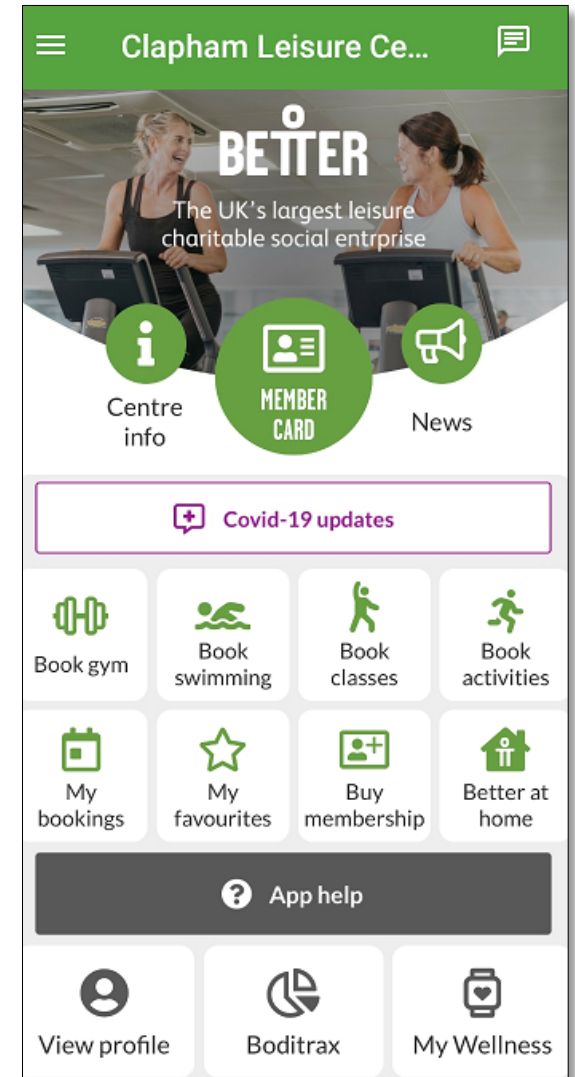 Clapham Leisure Ce...
BETTER
The UK's largest leisure
charitable social entrprise
Centre
info
MEMBER
CARD
News
Covid-19 updates
Book gym
Book
swimming
Book
classes
Book
activities
My
bookings
My
favourites
Buy
membership
Better at
home
App help
View profile
Boditrax
My Wellness